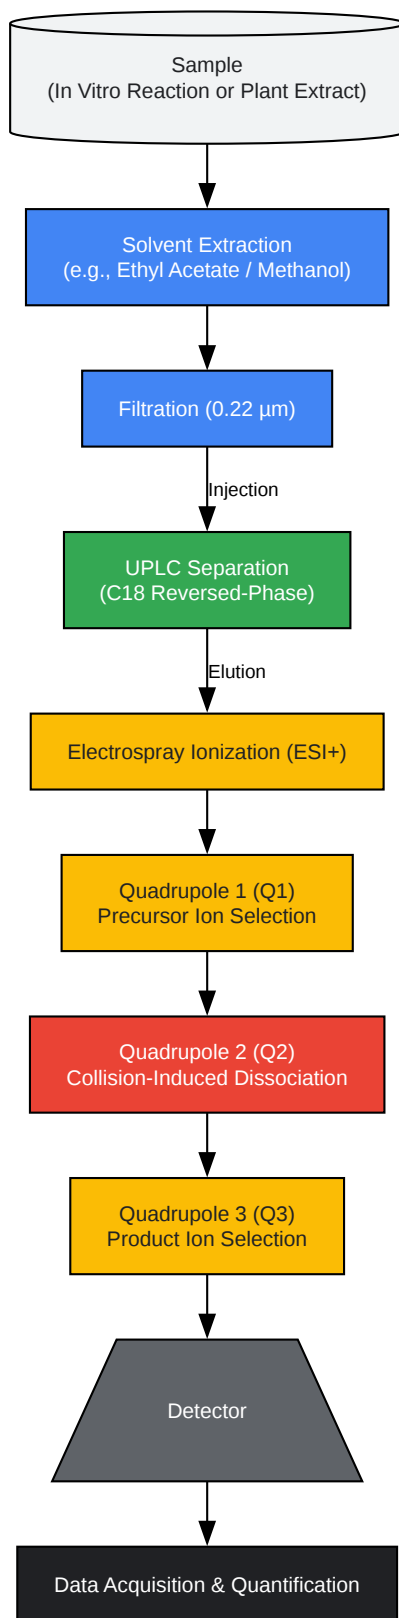 Sample
(In Vitro Reaction or Plant Extract)
Solvent Extraction
(e.g., Ethyl Acetate / Methanol)
Filtration (0.22 µm)
Injection
UPLC Separation
(C18 Reversed-Phase)
Elution
Electrospray Ionization (ESI+)
Quadrupole 1 (Q1)
Precursor Ion Selection
Quadrupole 2 (Q2)
Collision-Induced Dissociation
Quadrupole 3 (Q3)
Product Ion Selection
Detector
Data Acquisition & Quantification